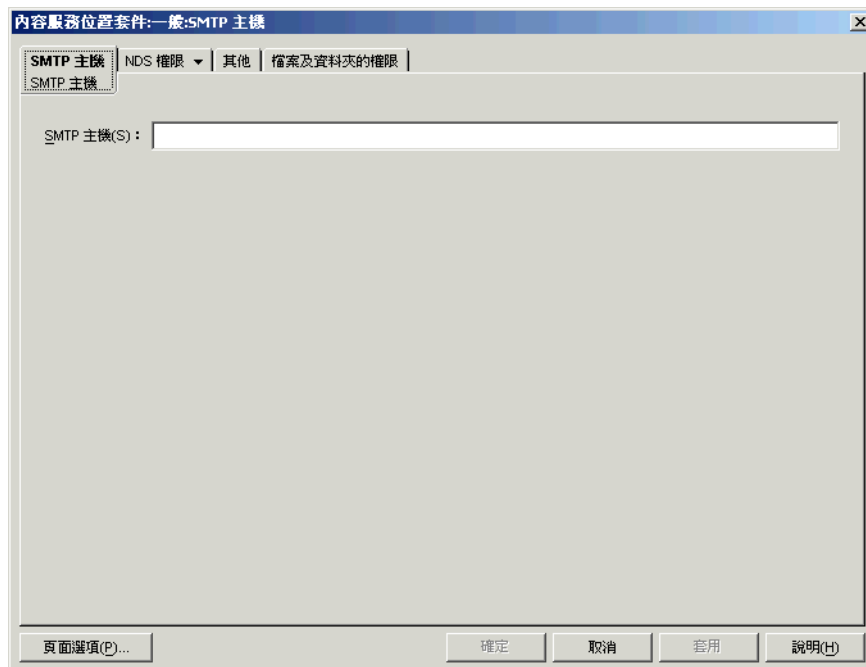 內容服務位置套件:一般:SMTP 主機
SMTP 主機 NDS 權限 其他 檔案及資料夾的權限
SMTP 主機
SMTP 主機(S)：
頁面選項(P)... 確定 取消 套用 說明(H)